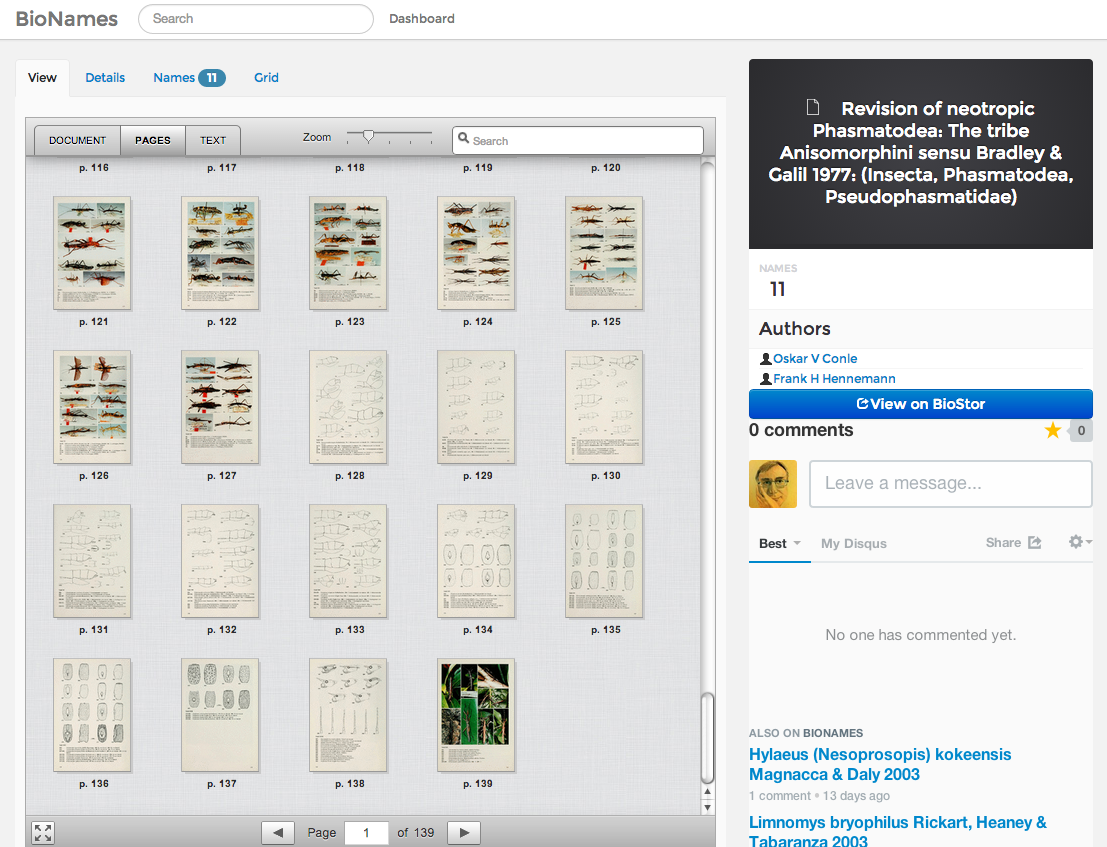 BioNames
Search
Dashboard
View
Details
Names 11
Grid
DOCUMENT
PAGES
TEXT
Zoom
Search
p. 116
p. 117
p. 118
p. 119
p. 120
p. 121
p. 122
p. 123
p. 124
p. 125
p. 126
p. 127
p. 128
p. 129
p. 130
p. 131
p. 132
p. 133
p. 134
p. 135
p. 136
p. 137
p. 138
p. 139
Page 1 of 139
Revision of neotropic
Phasmatodea: The tribe
Anisomorphini sensu Bradley &
Galil 1977: (Insecta, Phasmatodea,
Pseudophasmatidae)
NAMES
11
Authors
Oskar V Conle
Frank H Hennemann
View on BioStor
0 comments
0
Leave a message...
Best
My Disqus
Share
No one has commented yet.
ALSO ON BIONAMES
Hylaeus (Nesoprosopis) kokeensis
Magnacca & Daly 2003
1 comment • 13 days ago
Limnomys bryophilus Rickart, Heaney &
Tabaranza 2003